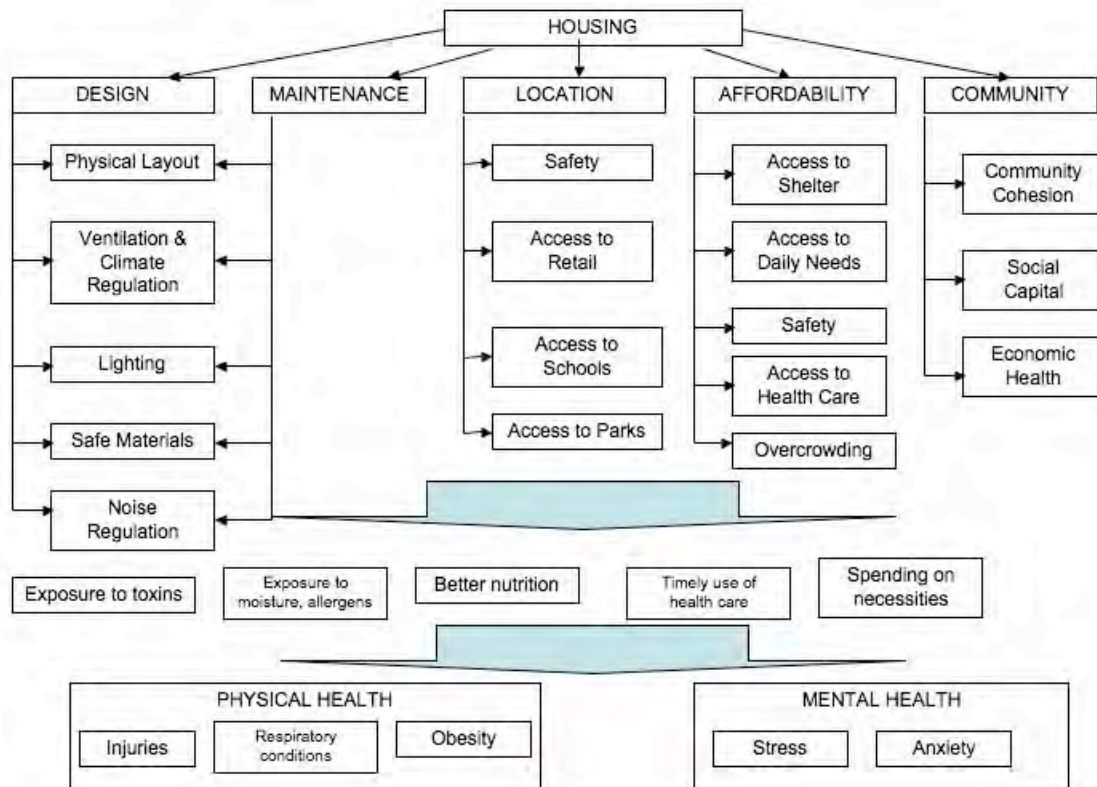 HOUSING
DESIGN
MAINTENANCE
LOCATION
AFFORDABILITY
COMMUNITY
Physical Layout
Ventilation &
Climate
Regulation
Lighting
Safe Materials
Noise
Regulation
Safety
Access to
Retail
Access to
Schools
Access to Parks
Access to
Shelter
Access to
Daily Needs
Safety
Access to
Health Care
Overcrowding
Community
Cohesion
Social
Capital
Economic
Health
Exposure to toxins
Exposure to
moisture, allergens
Better nutrition
Timely use of
health care
Spending on
necessities
PHYSICAL HEALTH
Injuries
Respiratory
conditions
Obesity
MENTAL HEALTH
Stress
Anxiety